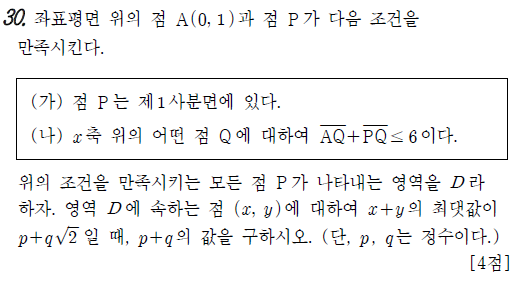 30. 좌표평면 위의 점 A(0, 1)과 점 P가 다음 조건을
만족시킨다.
(가) 점 P는 제1사분면에 있다.
(나) x축 위의 어떤 점 Q에 대하여 \overline{AQ}+\overline{PQ}≤6이다.
위의 조건을 만족시키는 모든 점 P가 나타내는 영역을 D라
하자. 영역 D에 속하는 점 (x, y)에 대하여 x+y의 최댓값이
p+q√2 일 때, p+q의 값을 구하시오. (단, p, q는 정수이다.)
[4점]